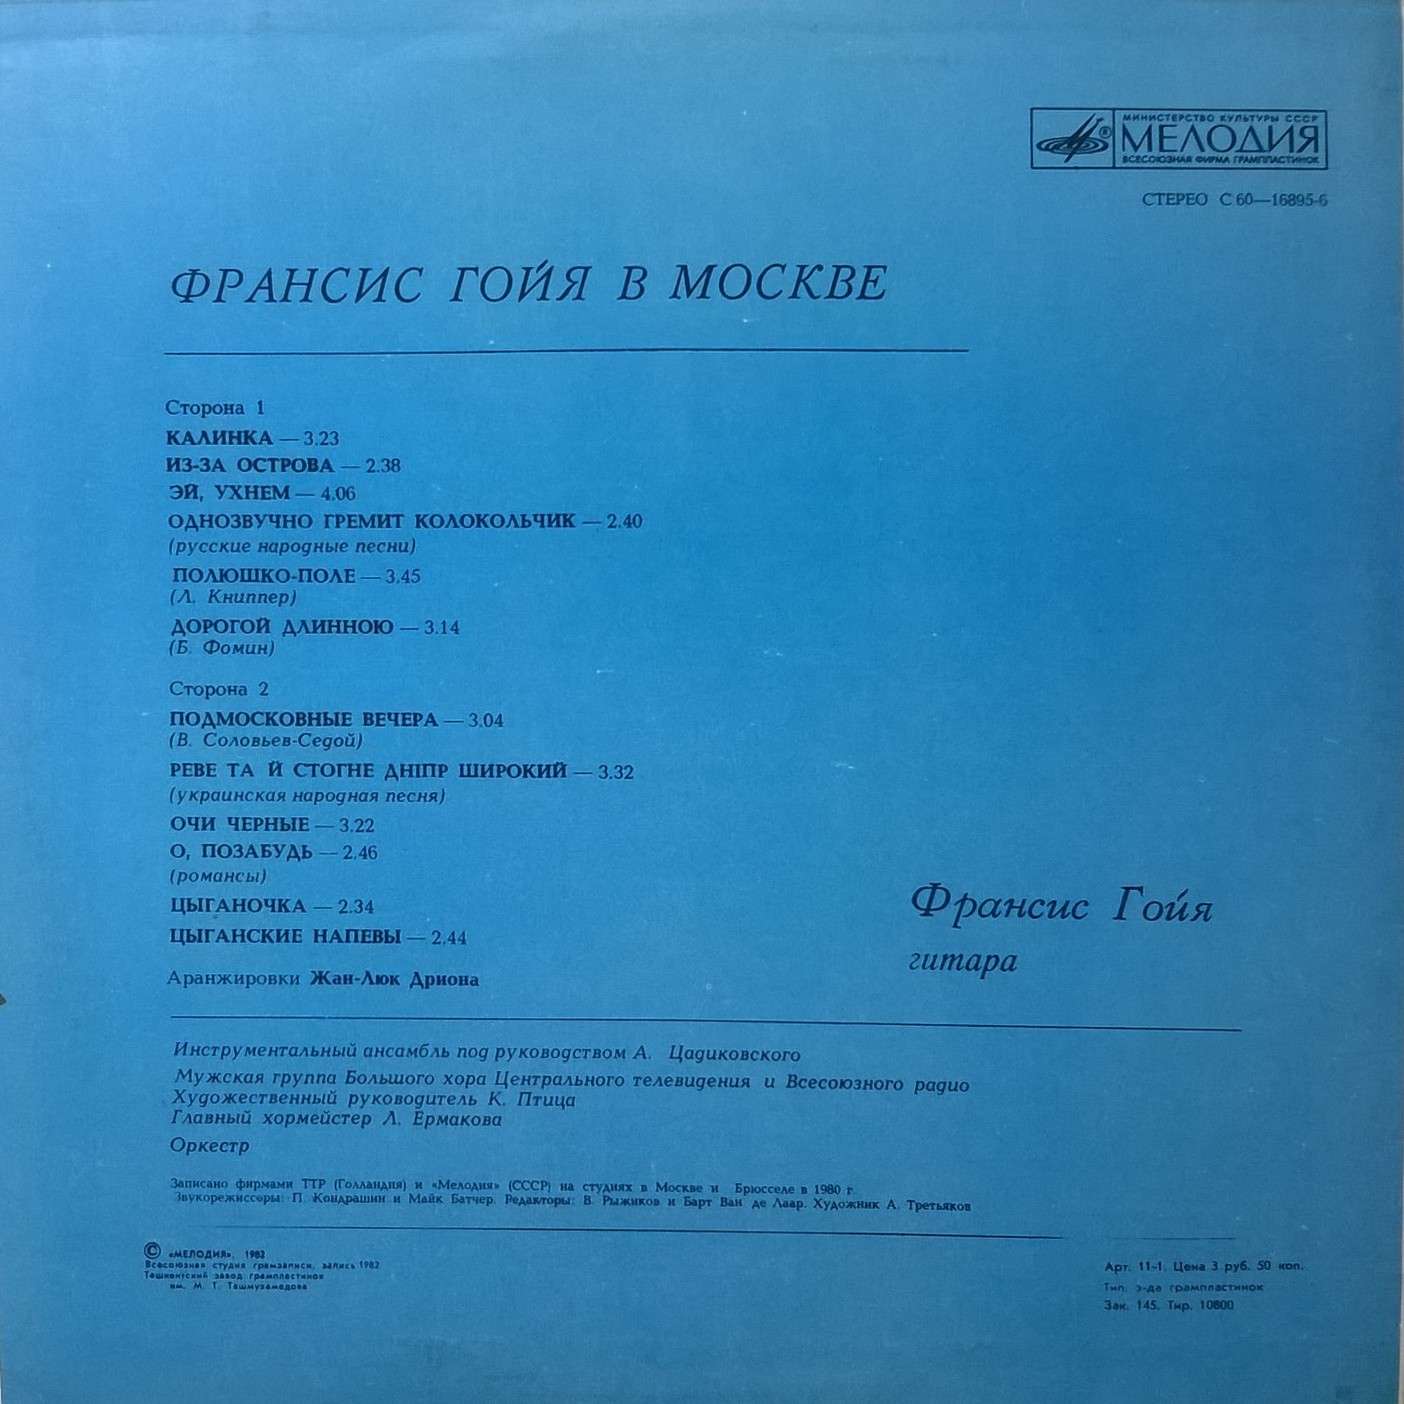 МИНИСТЕРСТВО КУЛЬТУРЫ СССР
МЕЛОДИЯ
ВСЕСОЮЗНАЯ ФИРМА ГРАМПЛАСТИНОК
СТЕРЕО С 60—16895-6
ФРАНСИС ГОЙЯ В МОСКВЕ
Сторона 1
КАЛИНКА — 3.23
ИЗ-ЗА ОСТРОВА — 2.38
ЭЙ, УХНЕМ — 4.06
ОДНОЗВУЧНО ГРЕМИТ КОЛОКОЛЬЧИК — 2.40
(русские народные песни)
ПОЛЮШКО-ПОЛЕ — 3.45
(Л. Книппер)
ДОРОГОЙ ДЛИННОЮ — 3.14
(Б. Фомин)
Сторона 2
ПОДМОСКОВНЫЕ ВЕЧЕРА — 3.04
(В. Соловьев-Седой)
РЕВЕ ТА Й СТОГНЕ ДНІПР ШИРОКИЙ — 3.32
(украинская народная песня)
ОЧИ ЧЕРНЫЕ — 3.22
О, ПОЗАБУДЬ — 2.46
(романсы)
ЦЫГАНОЧКА — 2.34
ЦЫГАНСКИЕ НАПЕВЫ — 2.44
Аранжировки Жан-Люк Дриона
Франсис Гойя
гитара
Инструментальный ансамбль под руководством А. Цадиковского
Мужская группа Большого хора Центрального телевидения и Всесоюзного радио
Художественный руководитель К. Птица
Главный хормейстер Л. Ермакова
Оркестр
Записано фирмами ТТР (Голландия) и «Мелодия» (СССР) на студиях в Москве и Брюсселе в 1980 г.
Звукорежиссеры: П. Кондрашин и Майк Батчер. Редакторы: В. Рыжиков и Барт Ван де Лаар. Художник А. Третьяков
© «МЕЛОДИЯ», 1982
Всесоюзная студия грамзаписи, запись 1982
Ташкентский завод грампластинок
им. М. Т. Ташмухамедова
Арт. 11-1. Цена 3 руб. 50 коп.
Тип. з-да грампластинок
Зак. 145. Тир. 10800